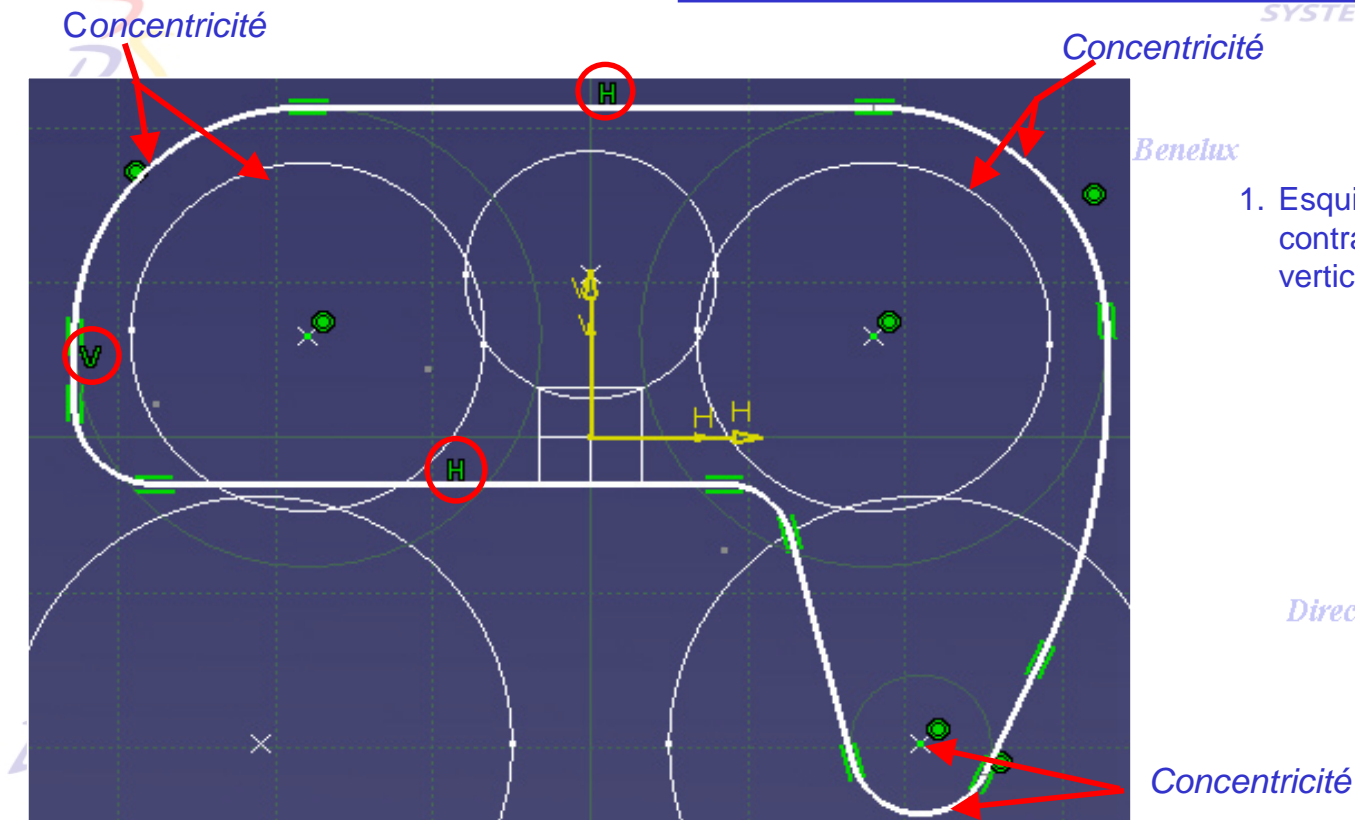 SYSTE
Concentricité
Concentricité
H
Benelux
1. Esqui
contra
vertic
V
V
V
H H
H
Direc
Concentricité